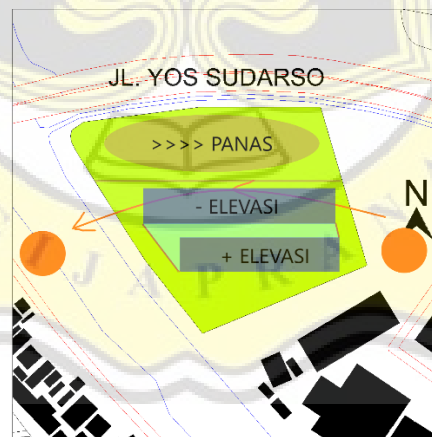 JL. YOS SUDARSO
>>>> PANAS
- ELEVASI
N
+ ELEVASI